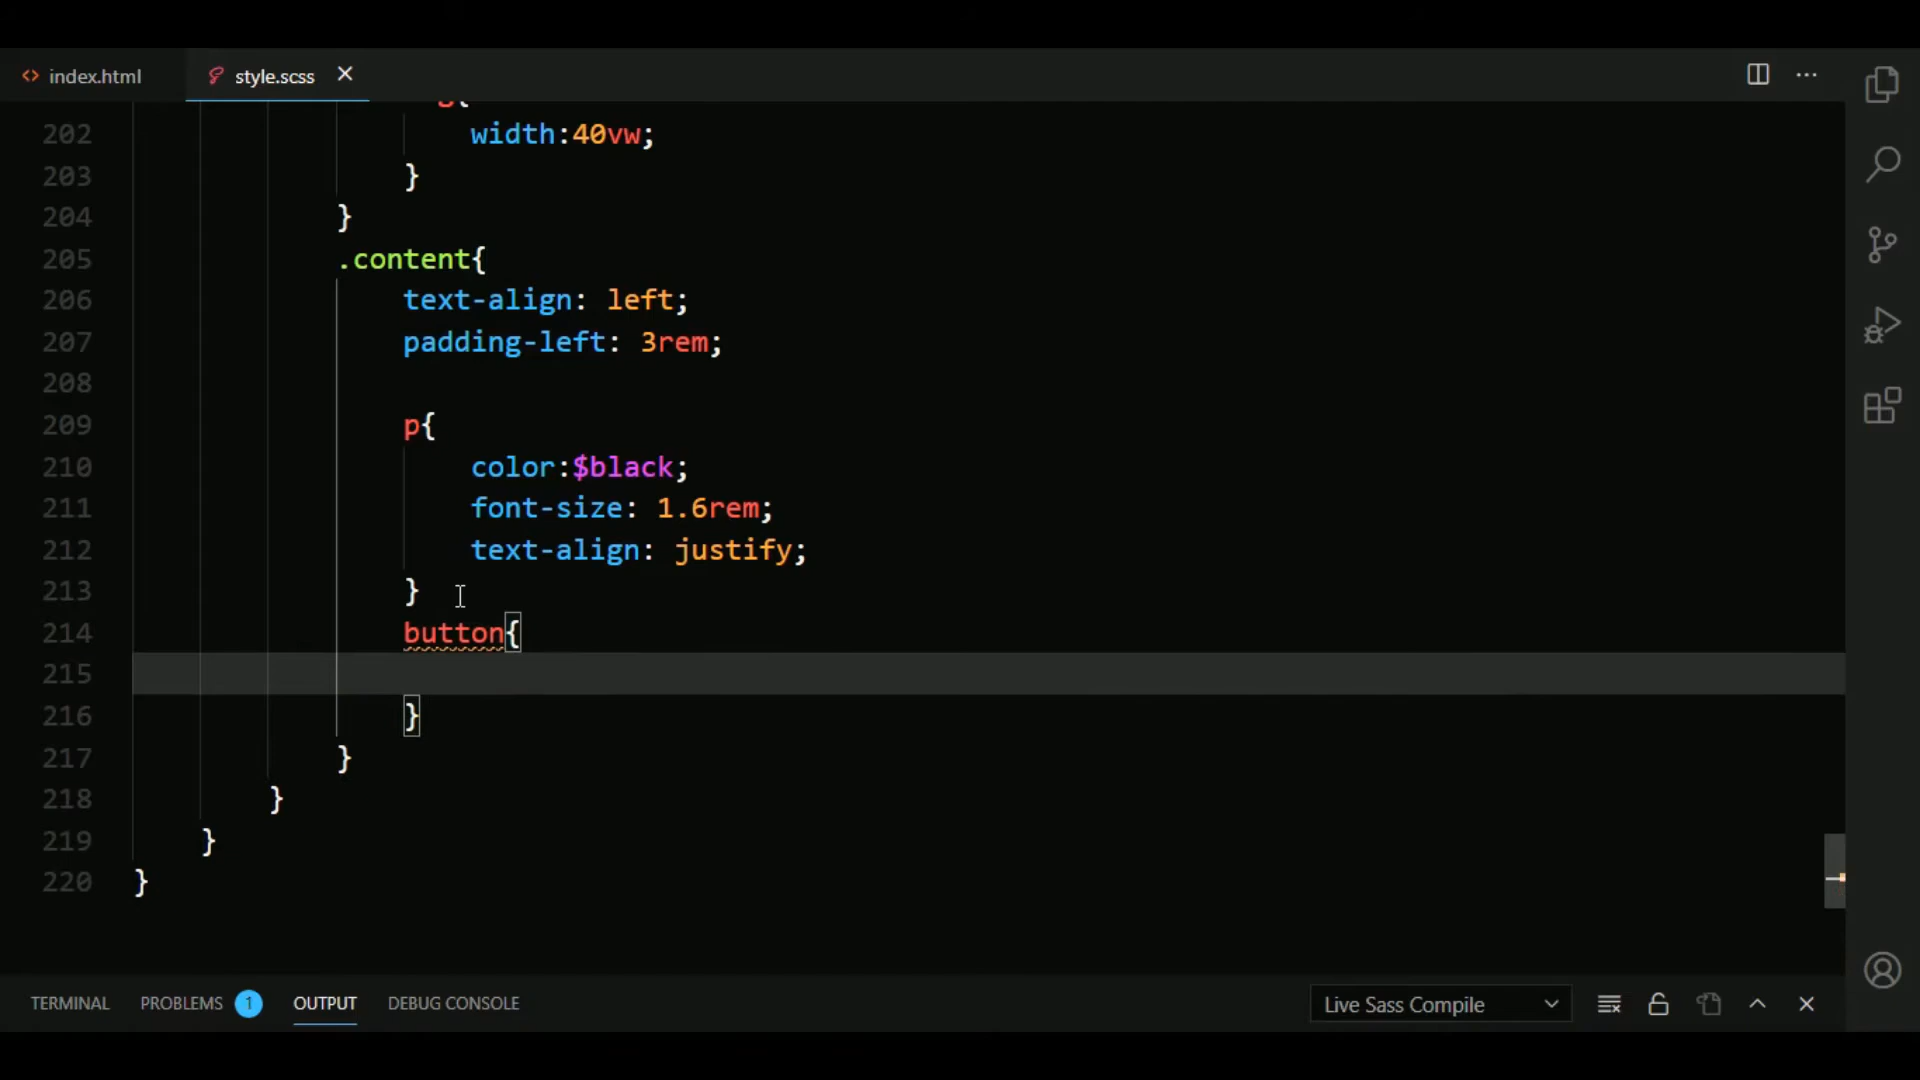 index.html
style.scss
202 width:40vw;
203 }
204 }
205 .content{
206 text-align: left;
207 padding-left: 3rem;
208
209 p{
210 color:$black;
211 font-size: 1.6rem;
212 text-align: justify;
213 }
214 button{
215
216 }
217 }
218 }
219 }
220 }
TERMINAL PROBLEMS 1 OUTPUT DEBUG CONSOLE Live Sass Compile